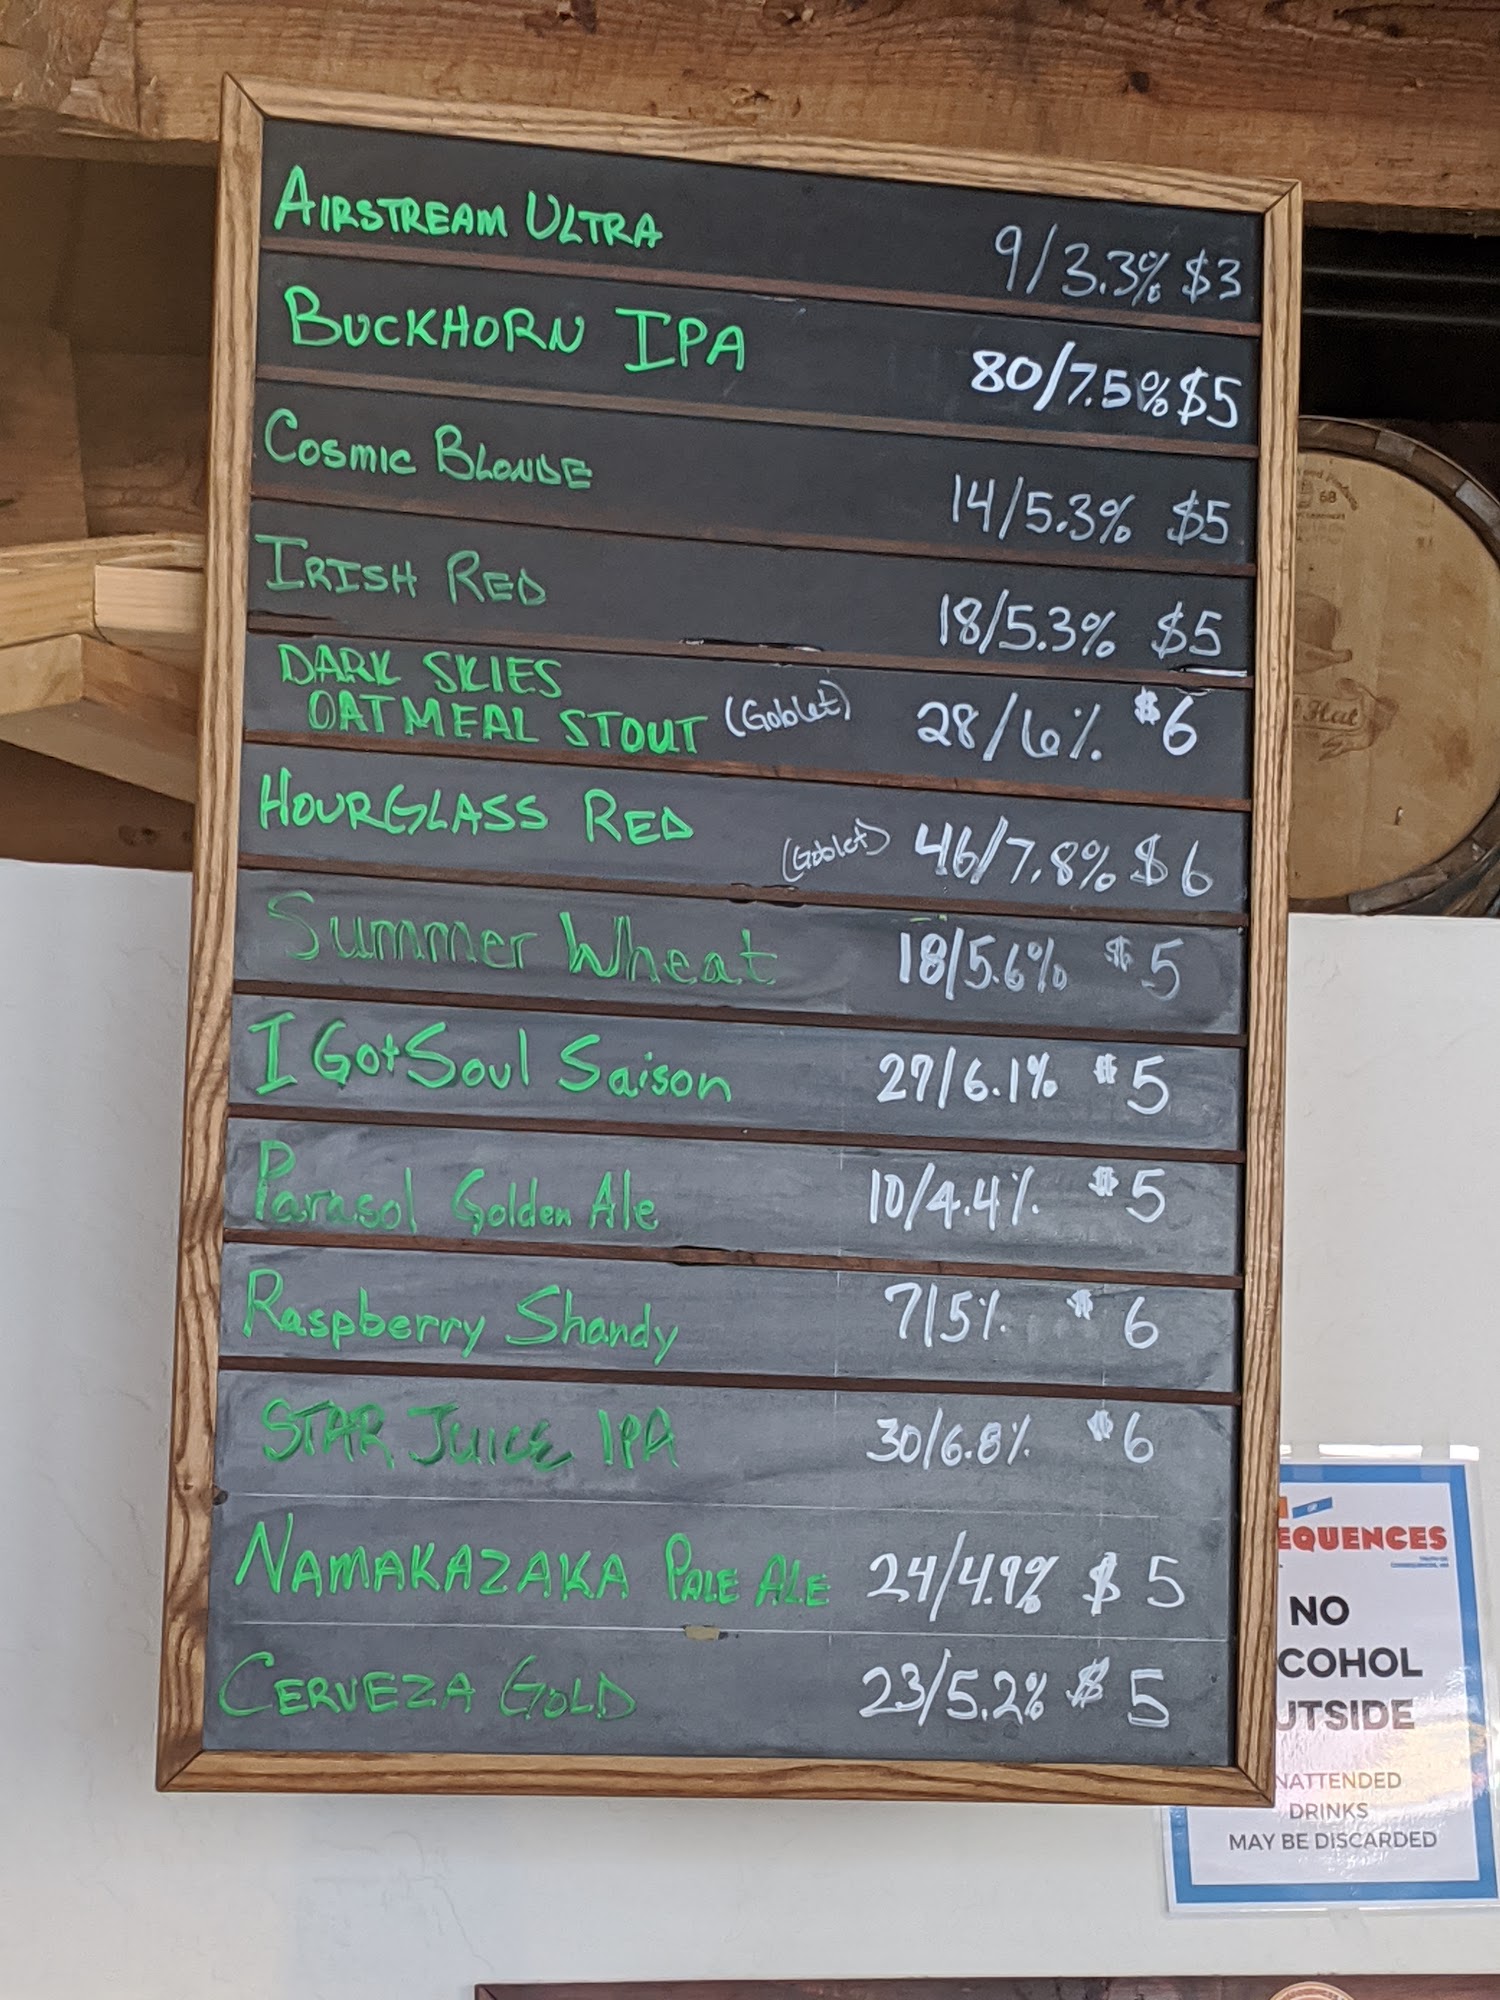 AIRSTREAM ULTRA 9/3.3% $3
BUCKHORN IPA 80/7.5% $5
COSMIC BLONDE 14/5.3% $5
IRISH RED 18/5.3% $5
DARK SKIES
OATMEAL STOUT (Goblet) 28/6% $6
HOURGLASS RED (Goblet) 46/7.8% $6
Summer Wheat 18/5.6% $5
I Got Soul Saison 27/6.1% $5
Parasol Golden Ale 10/4.4% $5
Raspberry Shandy 7/5% $6
STAR JUICE IPA 30/6.8% $6
NAMAKAZAKA PALE ALE 24/4.9% $5
CERVEZA GOLD 23/5.2% $5
68
EQUENCES
NO
COHOL
UTSIDE
NATTENDED
DRINKS
MAY BE DISCARDED